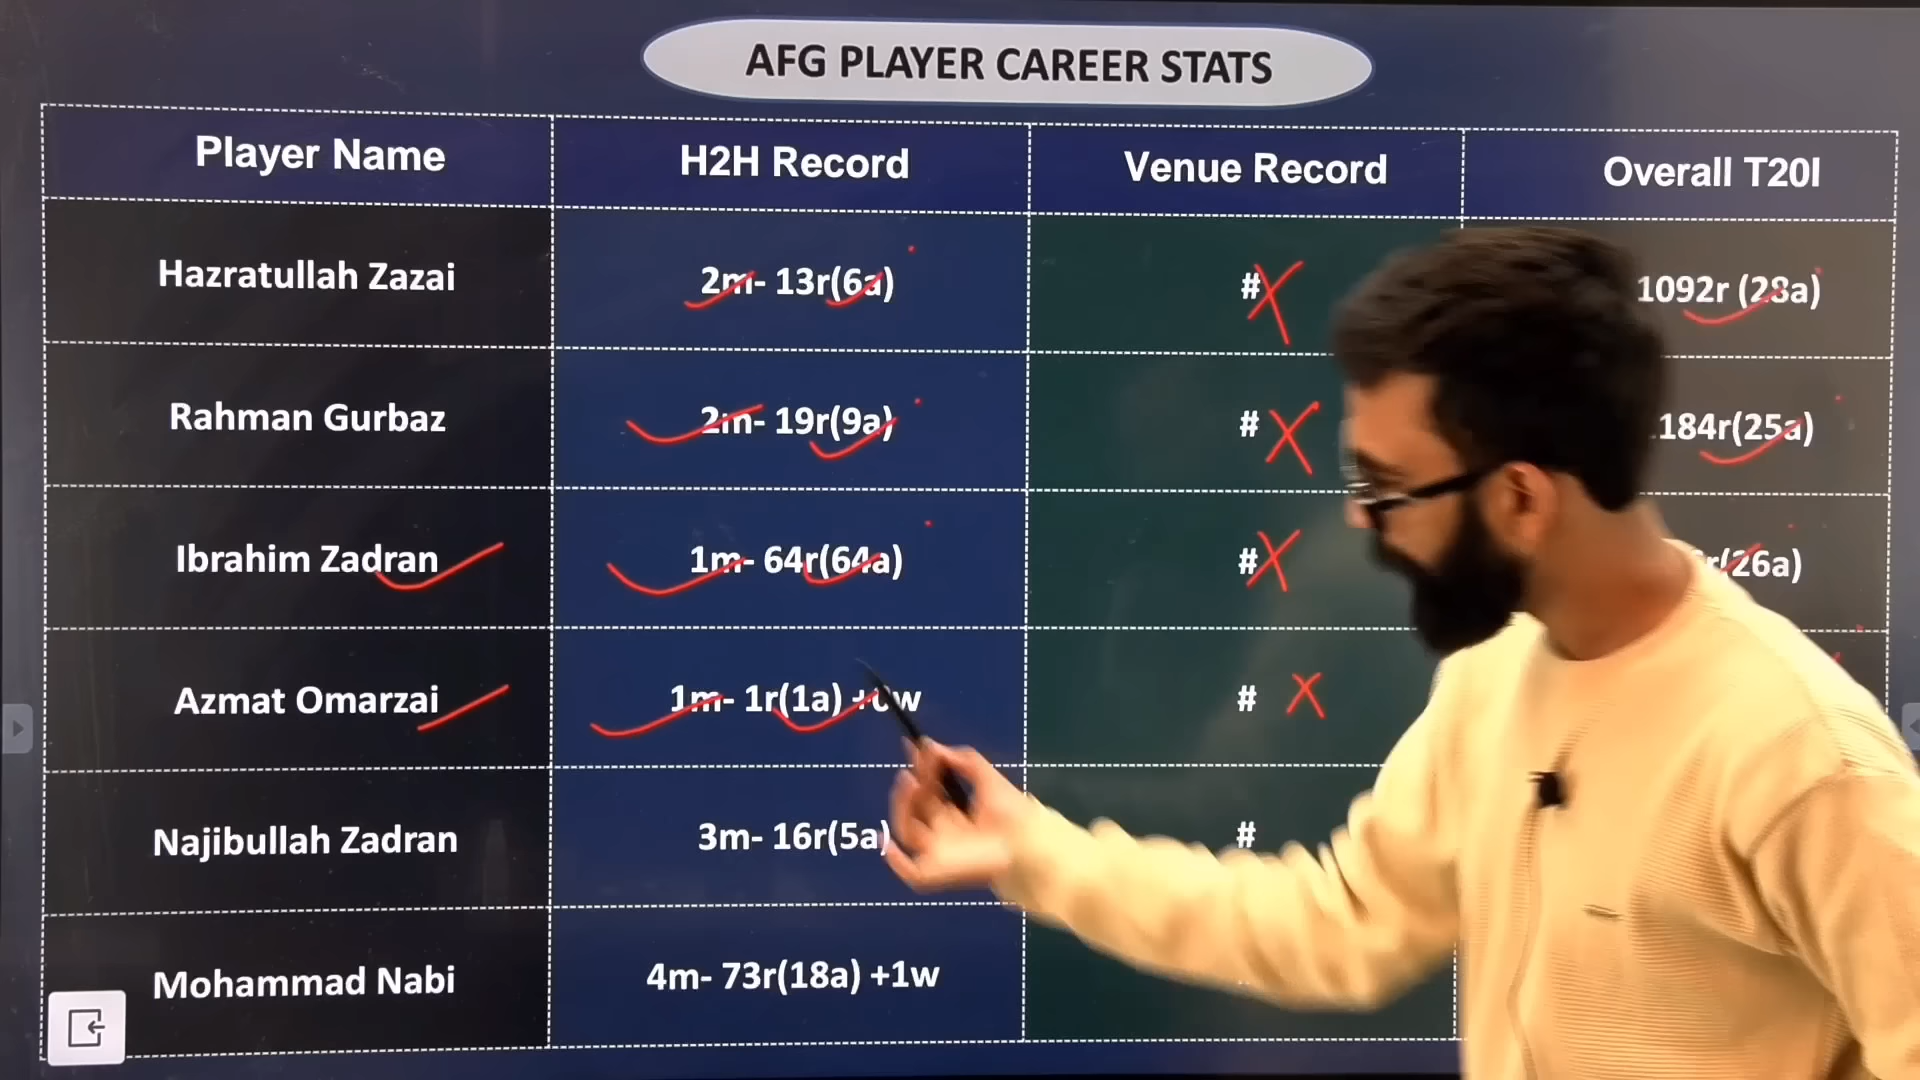 AFG PLAYER CAREER STATS
Player Name H2H Record Venue Record Overall T20I
Hazratullah Zazai 2m- 13r(6a) # 1092r (28a)
Rahman Gurbaz 2m- 19r(9a) # 184r(25a)
Ibrahim Zadran 1m- 64r(64a) # r(26a)
Azmat Omarzai 1m- 1r(1a) +0w #
Najibullah Zadran 3m- 16r(5a) #
Mohammad Nabi 4m- 73r(18a) +1w